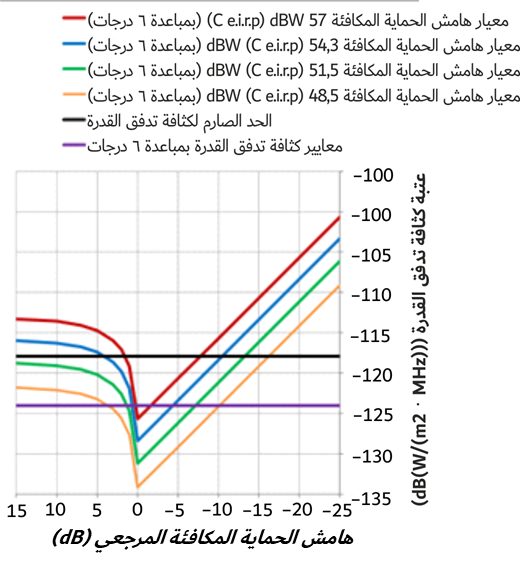 معيار هامش الحماية المكافئة 57 dBW (C e.i.r.p) (بمباعدة ٦ درجات)
معيار هامش الحماية المكافئة 54,3 dBW (C e.i.r.p) (بمباعدة ٦ درجات)
معيار هامش الحماية المكافئة 51,5 dBW (C e.i.r.p) (بمباعدة ٦ درجات)
معيار هامش الحماية المكافئة 48,5 dBW (C e.i.r.p) (بمباعدة ٦ درجات)
الحد الصارم لكثافة تدفق القدرة
معايير كثافة تدفق القدرة بمباعدة ٦ درجات
−100
−100
−105
−110
−115
−120
−125
−130
−135
عتبة كثافة تدفق القدرة (((dB(W/(m2 · MHz)
15 10 5 0 −5 −10 −15 −20 −25
هامش الحماية المكافئة المرجعي (dB)